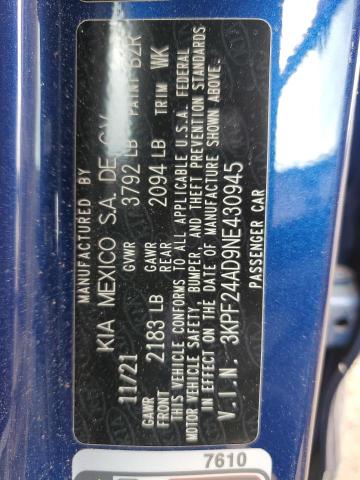 MANUFACTURED BY
KIA MEXICO S.A. DE C.V.
11/21 GVWR 3792 LB PAINT B2R
GAWR FRONT 2183 LB GAWR REAR 2094 LB TRIM WK
THIS VEHICLE CONFORMS TO ALL APPLICABLE U.S.A. FEDERAL
MOTOR VEHICLE SAFETY, BUMPER, AND THEFT PREVENTION STANDARDS
IN EFFECT ON THE DATE OF MANUFACTURE SHOWN ABOVE.
V.I.N. 3KPF24AD9NE430945
PASSENGER CAR
7610